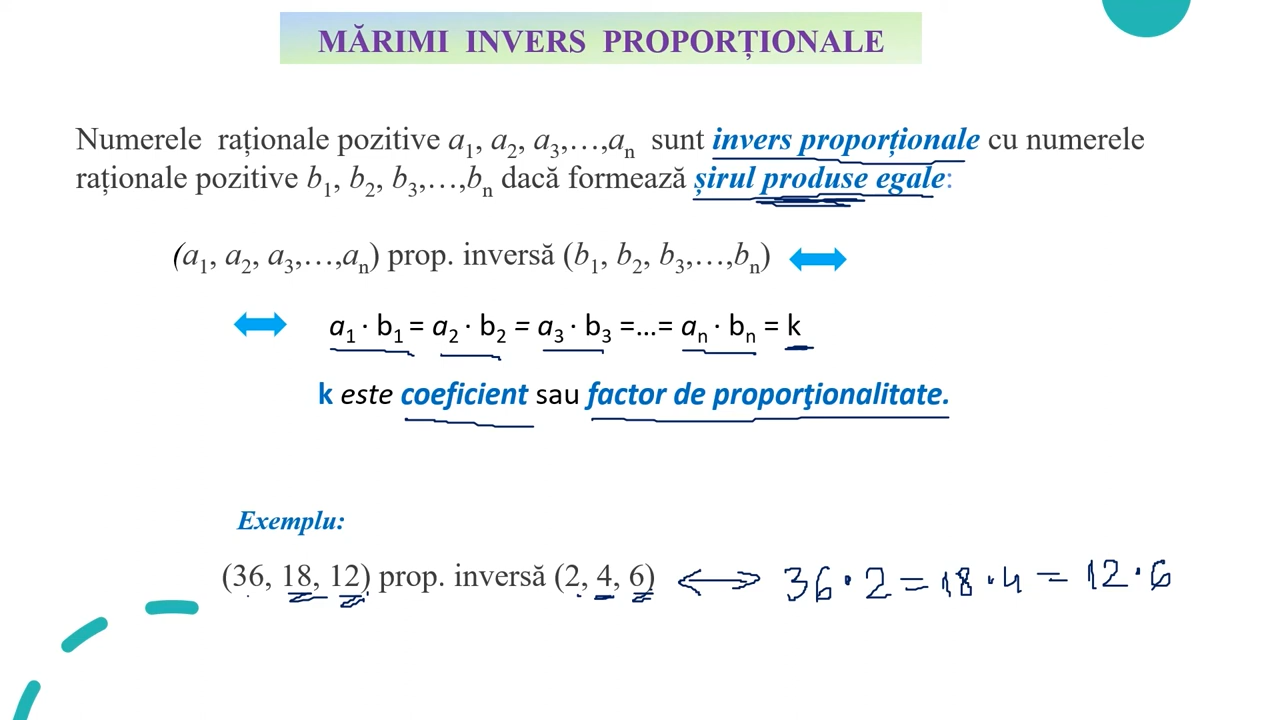 MĂRIMI INVERS PROPORȚIONALE
Numerele raționale pozitive a₁, a₂, a₃,…,aₙ sunt invers proporționale cu numerele
raționale pozitive b₁, b₂, b₃,…,bₙ dacă formează șirul produse egale:
(a₁, a₂, a₃,…,aₙ) prop. inversă (b₁, b₂, b₃,…,bₙ) ⟺
⟺ a₁ · b₁ = a₂ · b₂ = a₃ · b₃ =...= aₙ · bₙ = k
k este coeficient sau factor de proporţionalitate.
Exemplu:
(36, 18, 12) prop. inversă (2, 4, 6) ⟺ 36·2=18·4=12·6